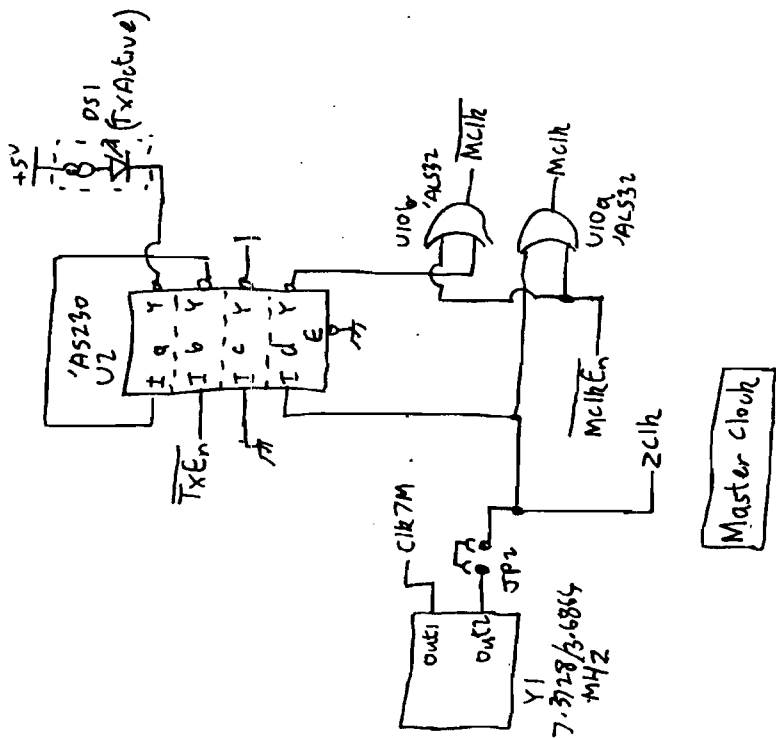 +5V
DS1
(TxActive)
'AS230
U2
I a Y
I b Y
I c Y
I d Y
E
TxEn
U10b
'ALS32
MClk
U10a
'ALS32
MClk
MClkEn
ZClk
Clk7M
JP2
Out1
Out2
Y1
7.3728/3.6864
MHZ
Master Clock